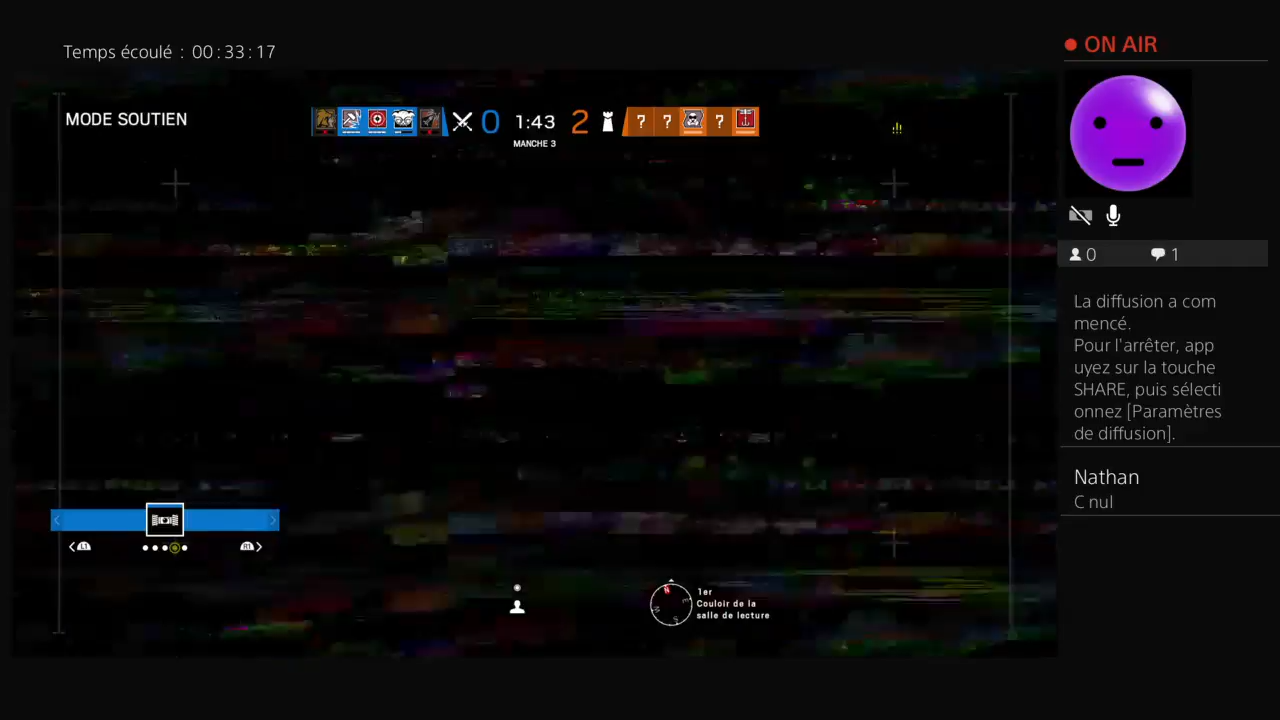 Temps écoulé : 00:33:17
ON AIR
MODE SOUTIEN
0 1:43 2
? ? ?
MANCHE 3
0 1
La diffusion a com
mencé.
Pour l'arrêter, app
uyez sur la touche
SHARE, puis sélecti
onnez [Paramètres
de diffusion].
Nathan
C nul
L1 R1
1er
Couloir de la
salle de lecture
N E S